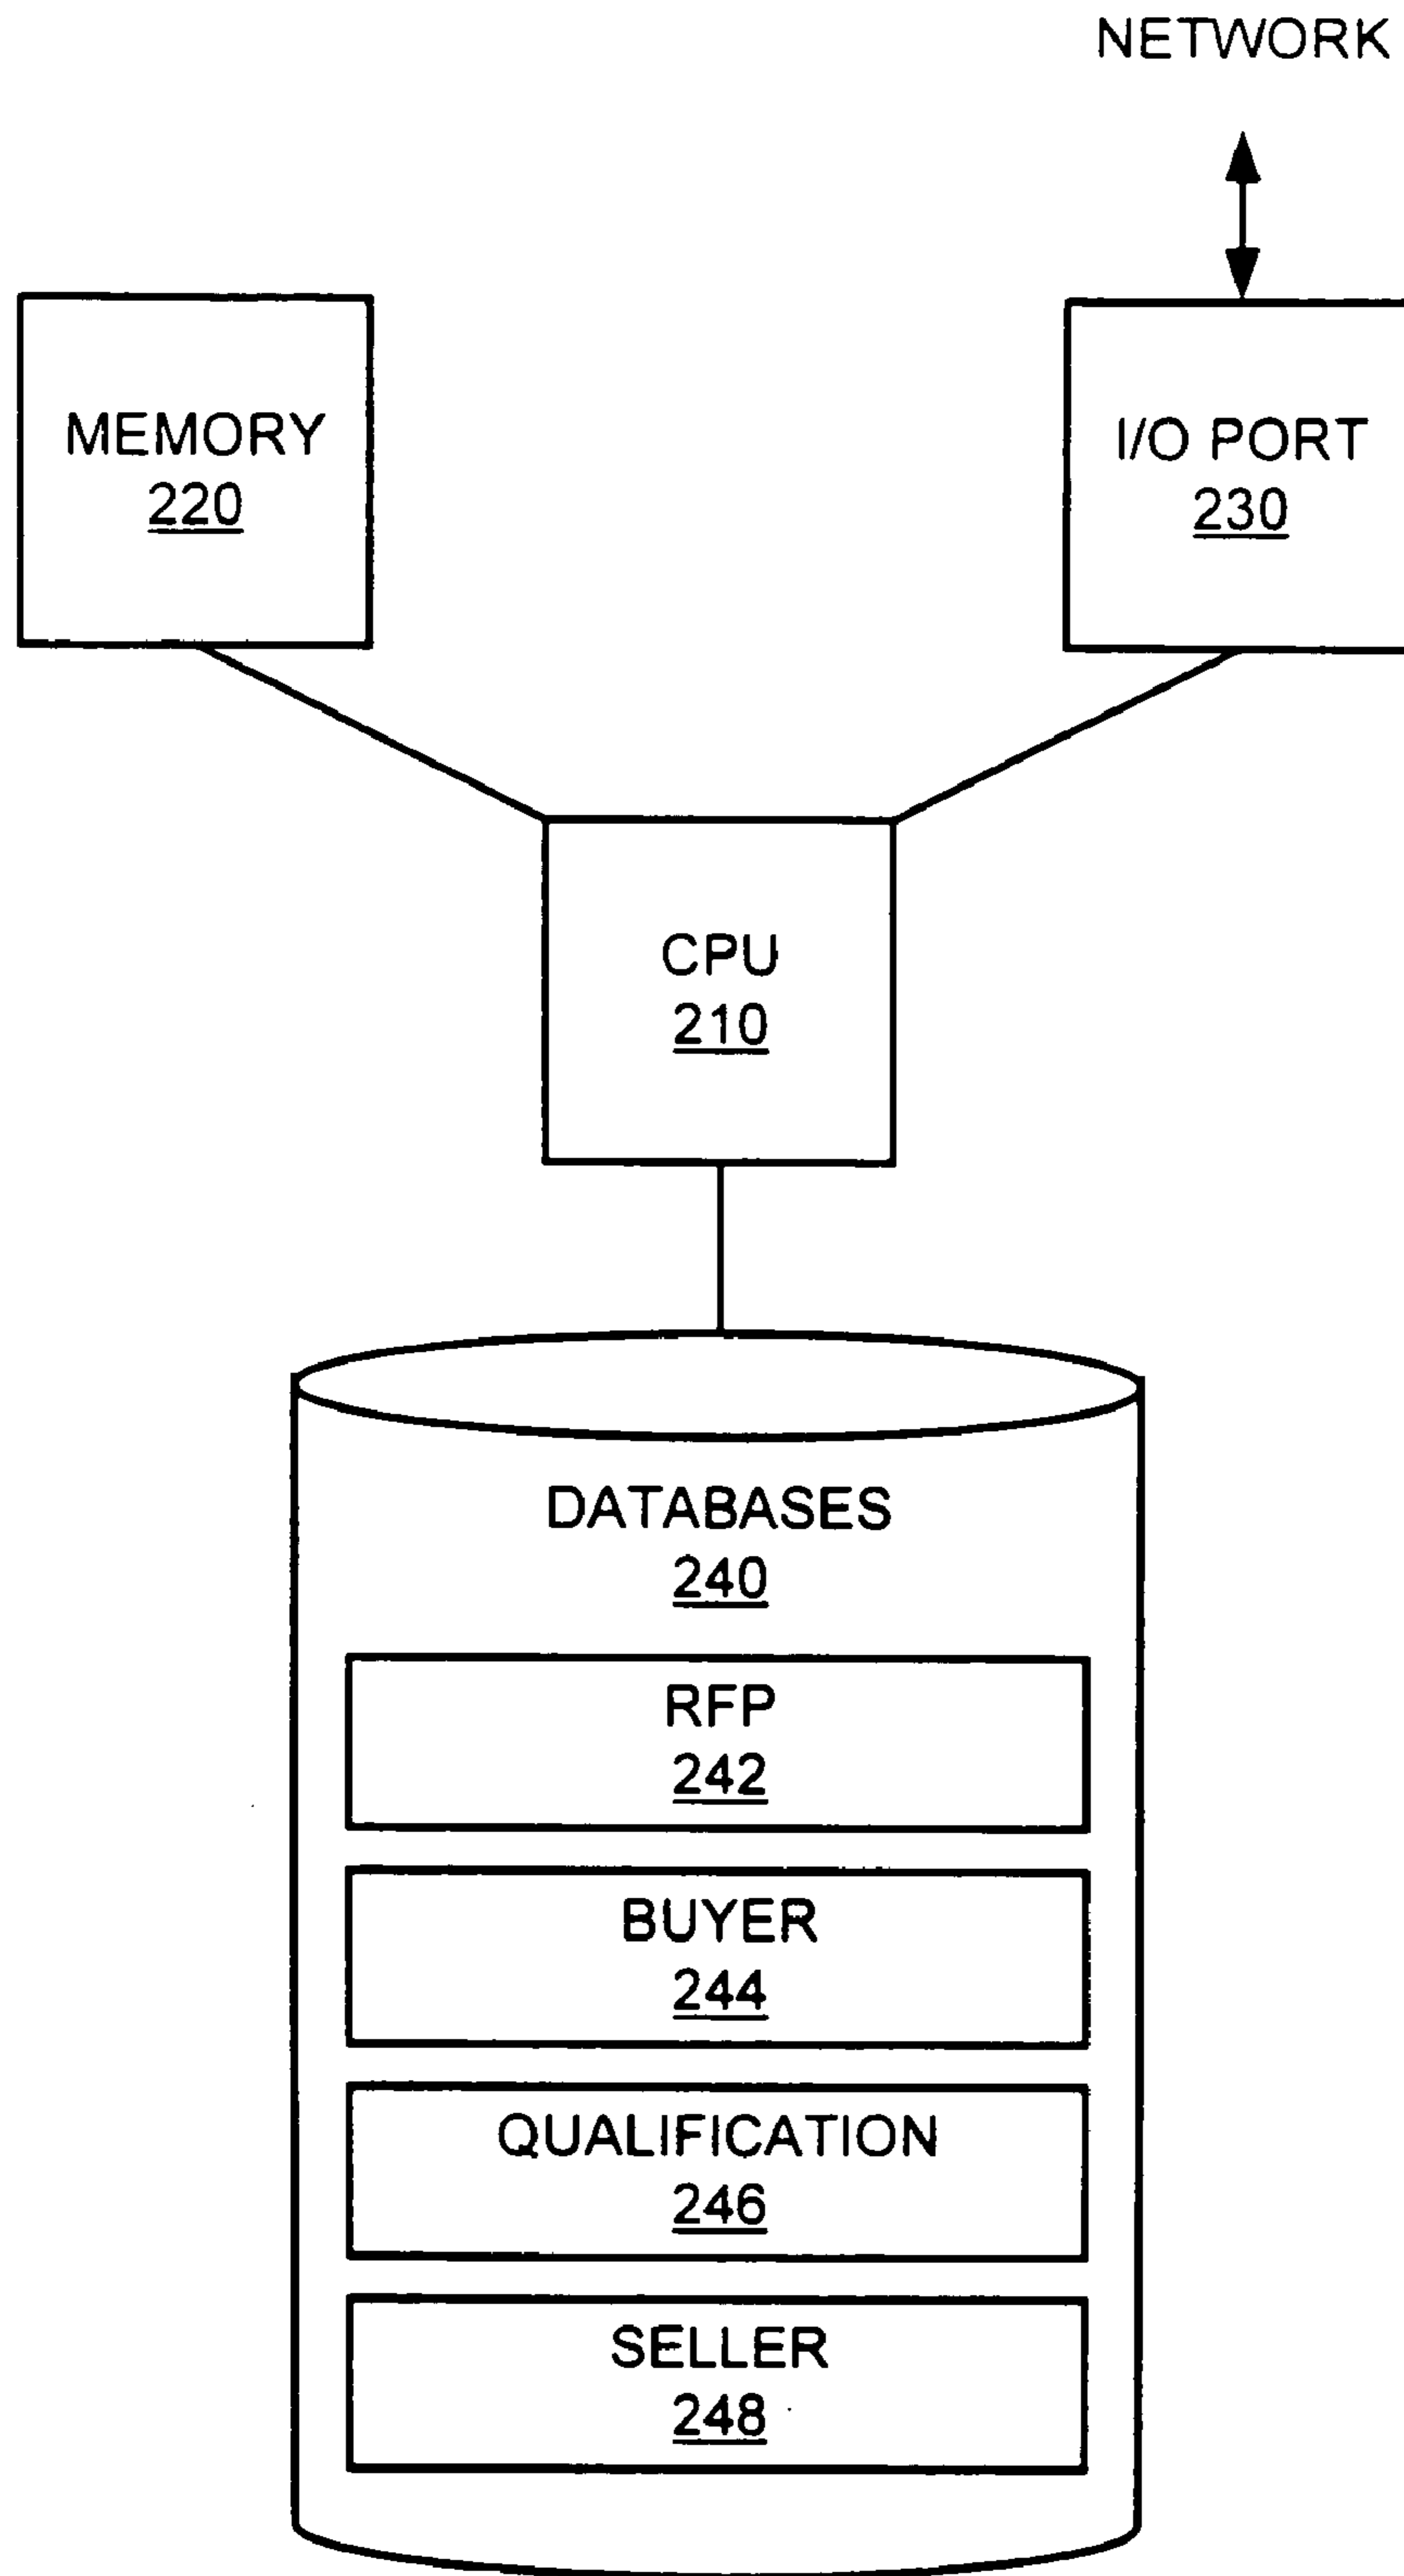 NETWORK
MEMORY
220
I/O PORT
230
CPU
210
DATABASES
240
RFP
242
BUYER
244
QUALIFICATION
246
SELLER
248